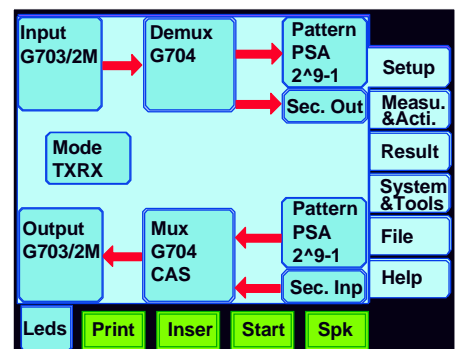 Input
G703/2M
Demux
G704
Pattern
PSA
2^9-1
Sec. Out
Mode
TXRX
Output
G703/2M
Mux
G704
CAS
Pattern
PSA
2^9-1
Sec. Inp
Setup
Measu.
&Acti.
Result
System
&Tools
File
Help
Leds
Print
Inser
Start
Spk